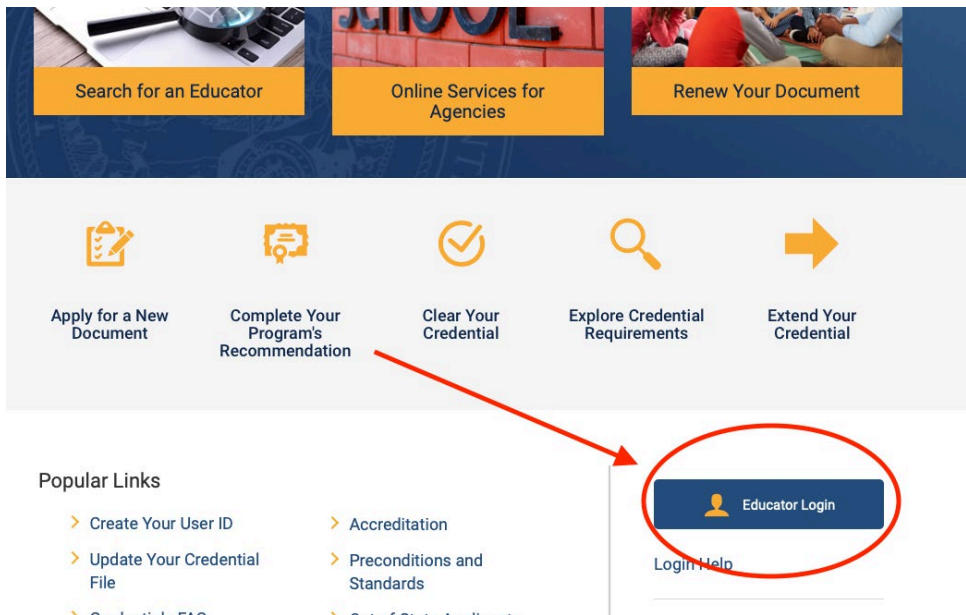 SCHOOL
Search for an Educator
Online Services for
Agencies
Renew Your Document
Apply for a New
Document
Complete Your
Program's
Recommendation
Clear Your
Credential
Explore Credential
Requirements
Extend Your
Credential
Popular Links
Create Your User ID
Update Your Credential
File
Accreditation
Preconditions and
Standards
Educator Login
Login Help